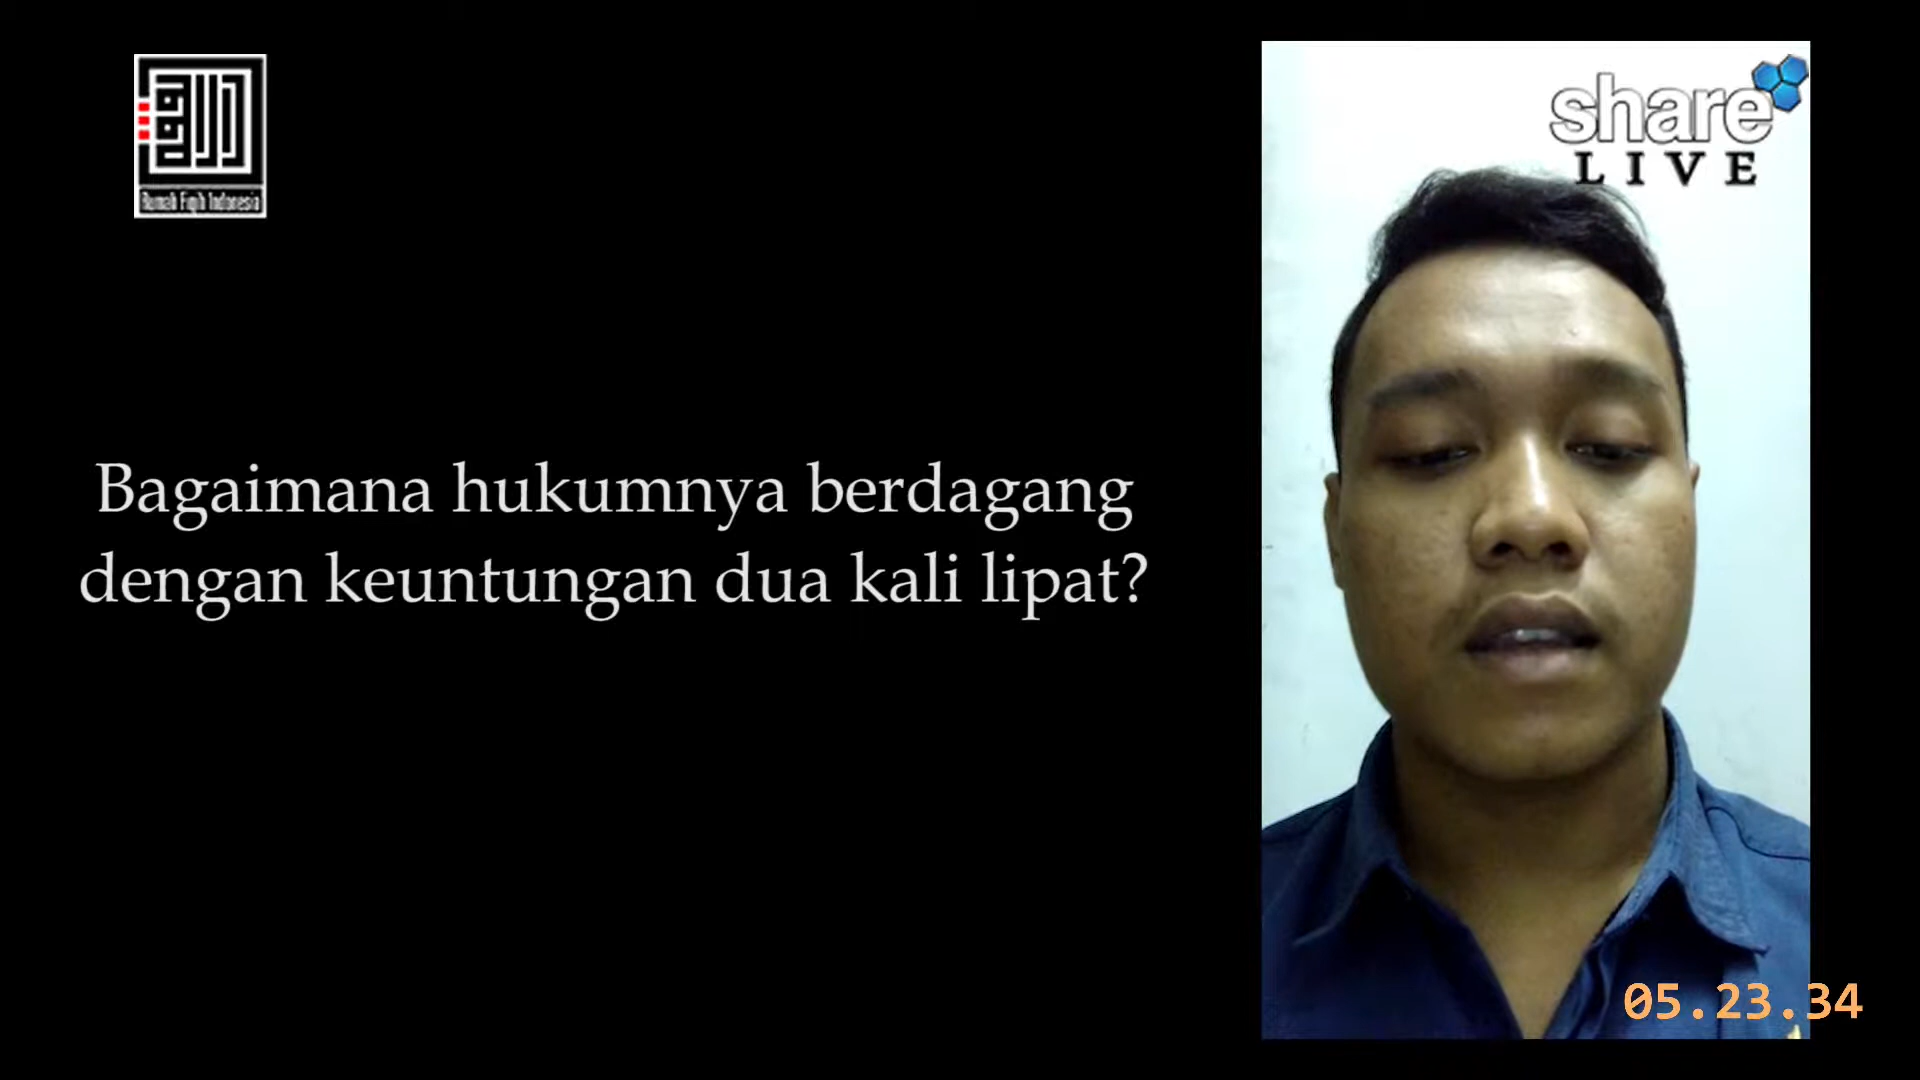 Rumah Fiqih Indonesia
share
LIVE
Bagaimana hukumnya berdagang
dengan keuntungan dua kali lipat?
05.23.34